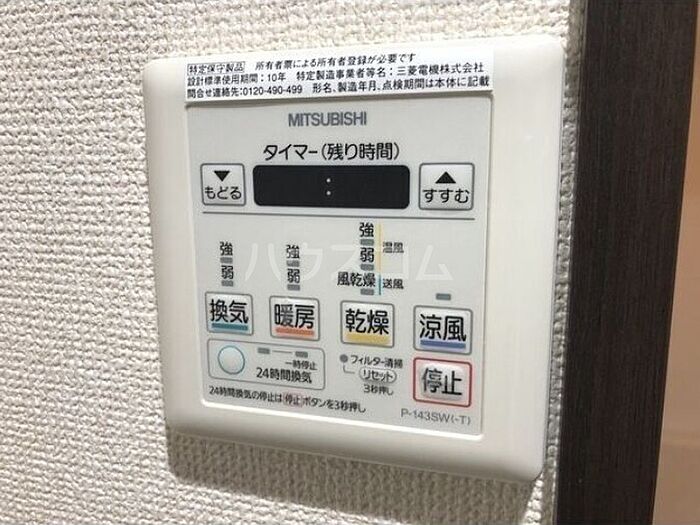 特定保守製品 所有者票による所有者登録が必要です
設計標準使用期間：10年 特定製造事業者等名：三菱電機株式会社
問合せ連絡先：0120-490-499 形名、製造年月、点検期間は本体に記載
MITSUBISHI
タイマー(残り時間)
▼
もどる
:
▲
すすむ
強
弱
強
弱
強
弱
風乾燥
温風
送風
ハウスコム
換気
暖房
乾燥
涼風
一時停止
24時間換気
フィルター清掃
リセット
3秒押し
停止
24時間換気の停止は停止ボタンを3秒押し
P-143SW(-T)